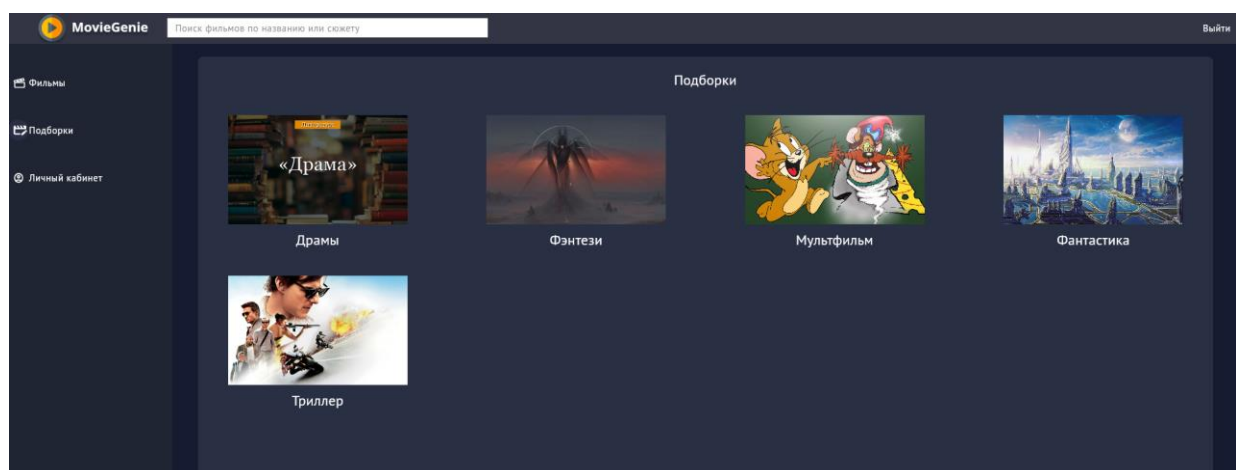 MovieGenie
Поиск фильмов по названию или сюжету
Выйти
Фильмы
Подборки
Личный кабинет
Подборки
«Драма»
Драмы
Фэнтези
Мультфильм
Фантастика
Триллер